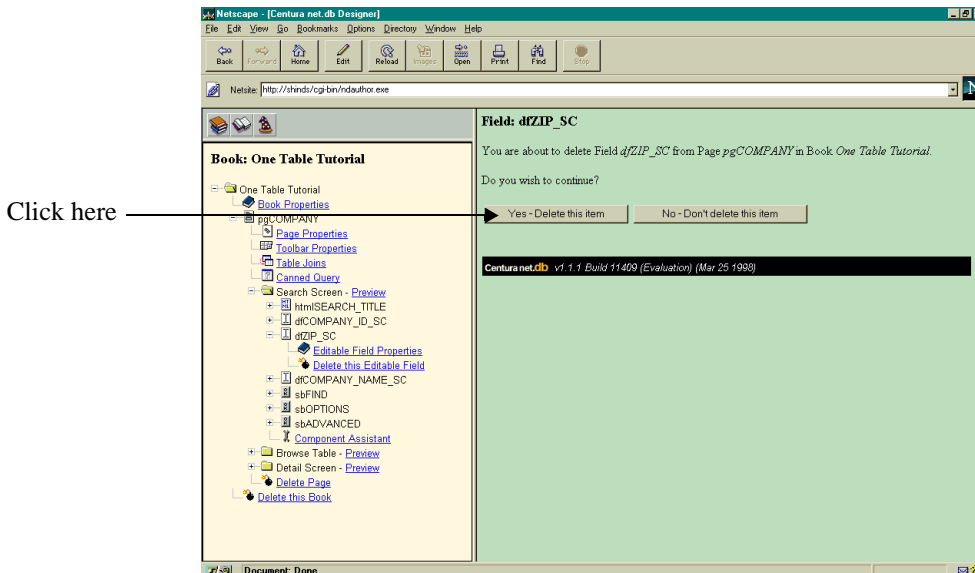 Netscape - [Centura net.db Designer]
File Edit View Go Bookmarks Options Directory Window Help
Back Forward Home Edit Reload Images Open Print Find Stop
Netsite: http://shinds/cgi-bin/ndauthor.exe
N
Field: dfZIP_SC
You are about to delete Field dfZIP_SC from Page pgCOMPANY in Book One Table Tutorial.
Do you wish to continue?
Yes - Delete this item No - Don't delete this item
Centura net.db v1.1.1 Build 11409 (Evaluation) (Mar 25 1998)
Book: One Table Tutorial
One Table Tutorial
Book Properties
Click here
pgCOMPANY
Page Properties
Toolbar Properties
Table Joins
Canned Query
Search Screen - Preview
htmlSEARCH_TITLE
dfCOMPANY_ID_SC
dfZIP_SC
Editable Field Properties
Delete this Editable Field
dfCOMPANY_NAME_SC
sbFIND
sbOPTIONS
sbADVANCED
Component Assistant
Browse Table - Preview
Detail Screen - Preview
Delete Page
Delete this Book
Document: Done